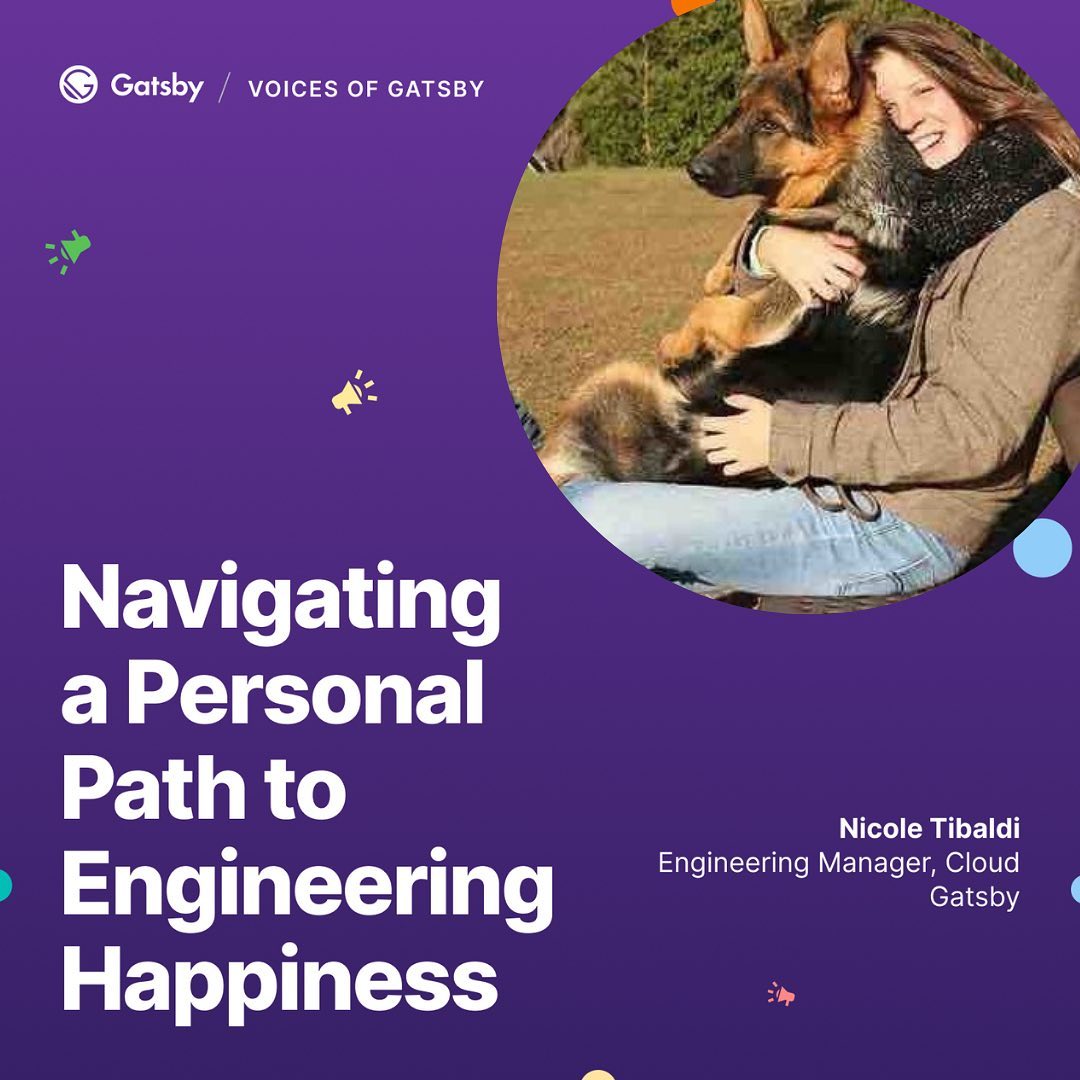 Gatsby / VOICES OF GATSBY
Navigating
a Personal
Path to
Engineering
Happiness
Nicole Tibaldi
Engineering Manager, Cloud
Gatsby